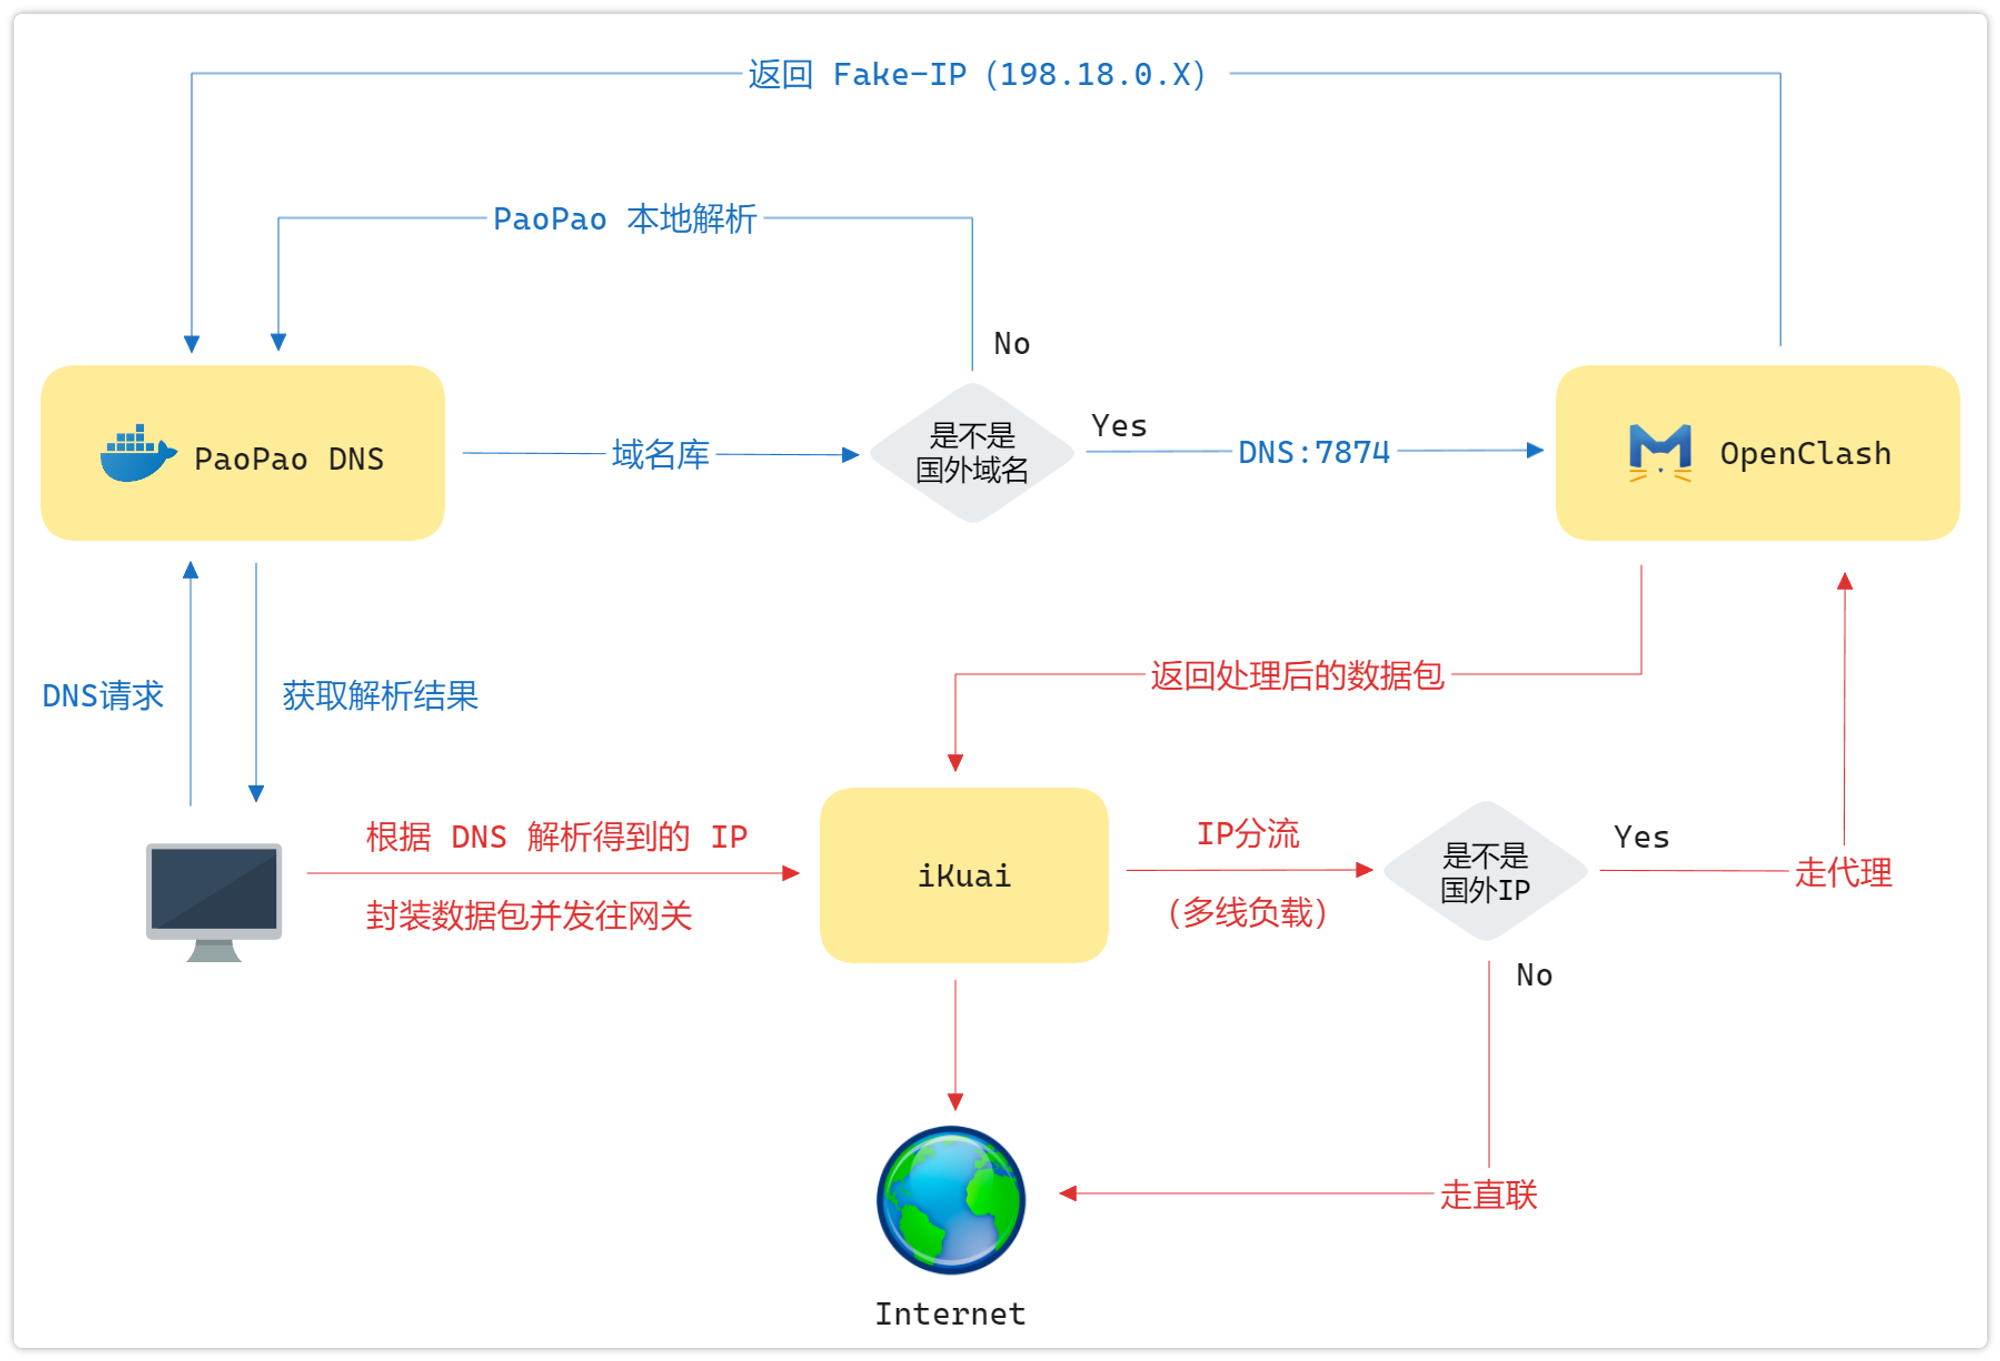 返回 Fake-IP（198.18.0.X）
PaoPao 本地解析
No
PaoPao DNS
域名库
是不是
国外域名
Yes
DNS:7874
OpenClash
DNS请求
获取解析结果
返回处理后的数据包
根据 DNS 解析得到的 IP
封装数据包并发往网关
iKuai
IP分流
（多线负载）
是不是
国外IP
Yes
走代理
No
走直联
Internet